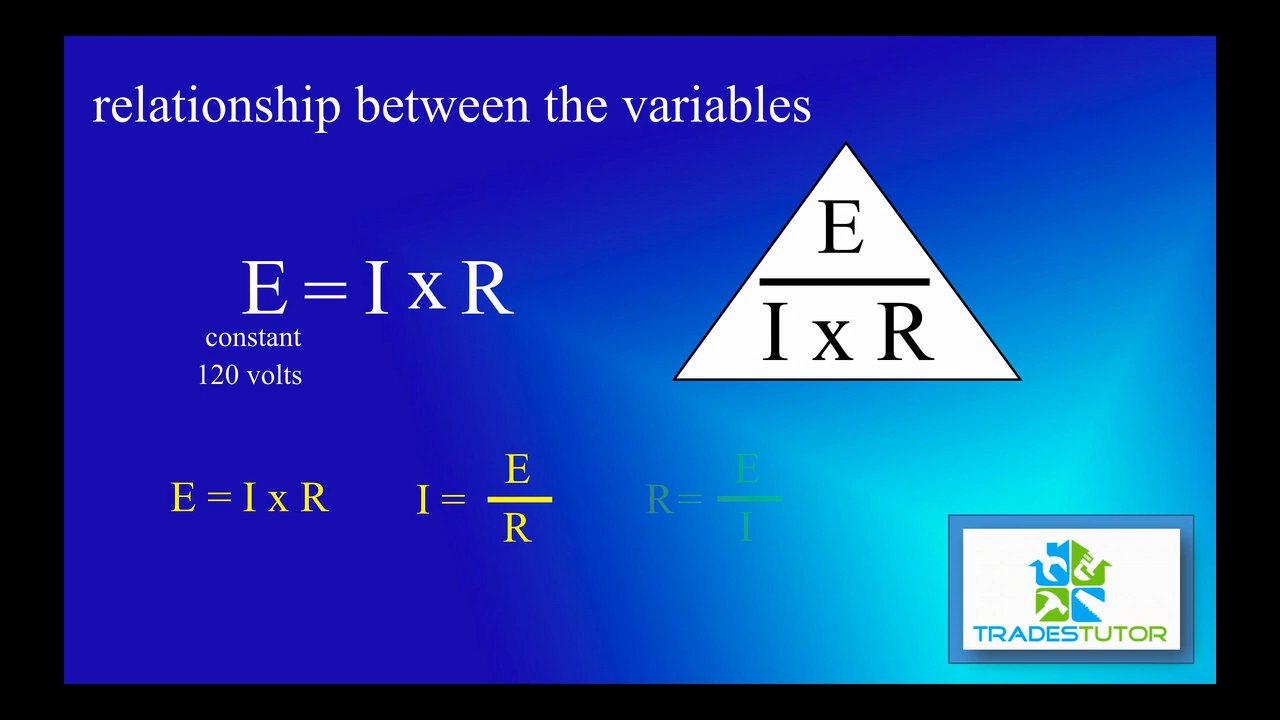 relationship between the variables
E = I x R
constant
120 volts
E
I x R
E = I x R
I = E
R
R = E
I
TRADESTUTOR